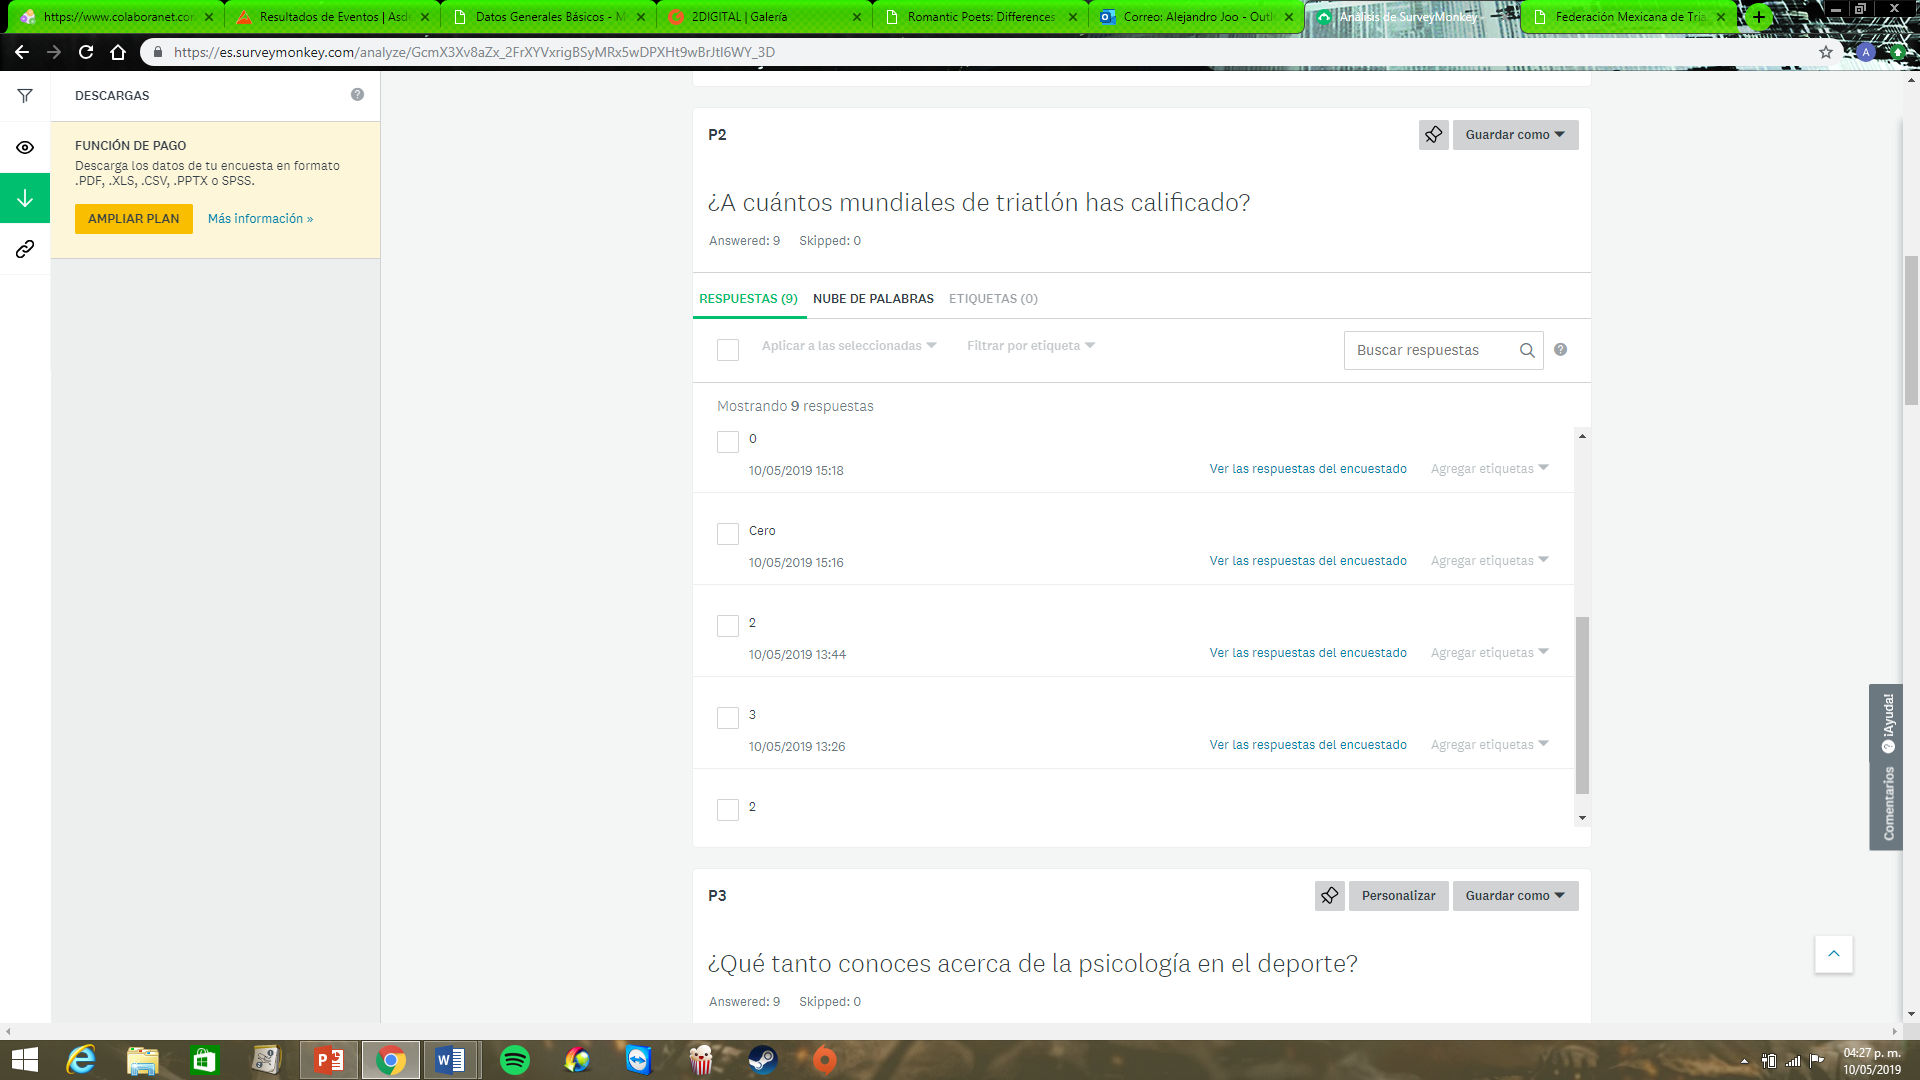 https://www.colaboranet.cor
Resultados de Eventos | Asd
Datos Generales Básicos - M
2DIGITAL | Galería
Romantic Poets: Differences
Correo: Alejandro Joo - Outl
Análisis de SurveyMonkey
Federación Mexicana de Tria
https://es.surveymonkey.com/analyze/GcmX3Xv8aZx_2FrXYVxrigBSyMRx5wDPXHt9wBrJtI6WY_3D
A
DESCARGAS
FUNCIÓN DE PAGO
Descarga los datos de tu encuesta en formato
.PDF, .XLS, .CSV, .PPTX o SPSS.
AMPLIAR PLAN
Más información »
P2
Guardar como
¿A cuántos mundiales de triatlón has calificado?
Answered: 9 Skipped: 0
RESPUESTAS (9) NUBE DE PALABRAS ETIQUETAS (0)
Aplicar a las seleccionadas
Filtrar por etiqueta
Buscar respuestas
Mostrando 9 respuestas
0
10/05/2019 15:18
Ver las respuestas del encuestado
Agregar etiquetas
Cero
10/05/2019 15:16
Ver las respuestas del encuestado
Agregar etiquetas
2
10/05/2019 13:44
Ver las respuestas del encuestado
Agregar etiquetas
3
10/05/2019 13:26
Ver las respuestas del encuestado
Agregar etiquetas
2
P3
Personalizar
Guardar como
¿Qué tanto conoces acerca de la psicología en el deporte?
Answered: 9 Skipped: 0
¡Ayuda!
Comentarios
04:27 p. m.
10/05/2019